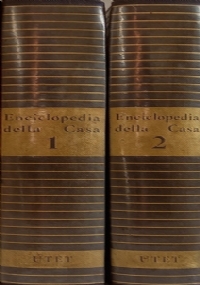 Enciclopedia
della Casa
1
UTET
Enciclopedia
della Casa
2
UTET